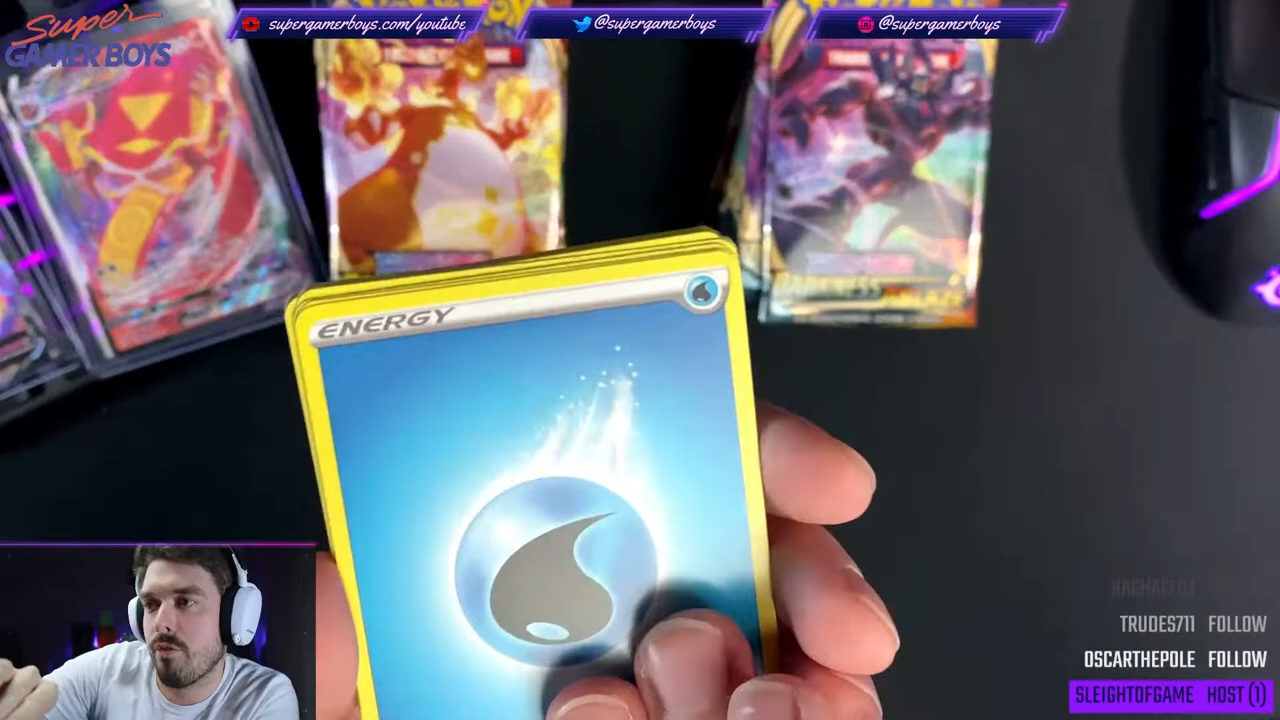 Super
GAMER BOYS
supergamerboys.com/youtube
@supergamerboys
@supergamerboys
ENERGY
DARKNESS ABLAZE
TRUDES711 FOLLOW
OSCARTHEPOLE FOLLOW
SLEIGHTOFGAME HOST (1)